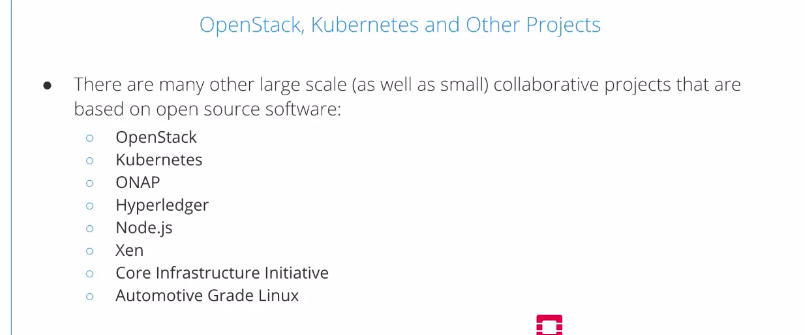 OpenStack, Kubernetes and Other Projects
● There are many other large scale (as well as small) collaborative projects that are
based on open source software:
○ OpenStack
○ Kubernetes
○ ONAP
○ Hyperledger
○ Node.js
○ Xen
○ Core Infrastructure Initiative
○ Automotive Grade Linux